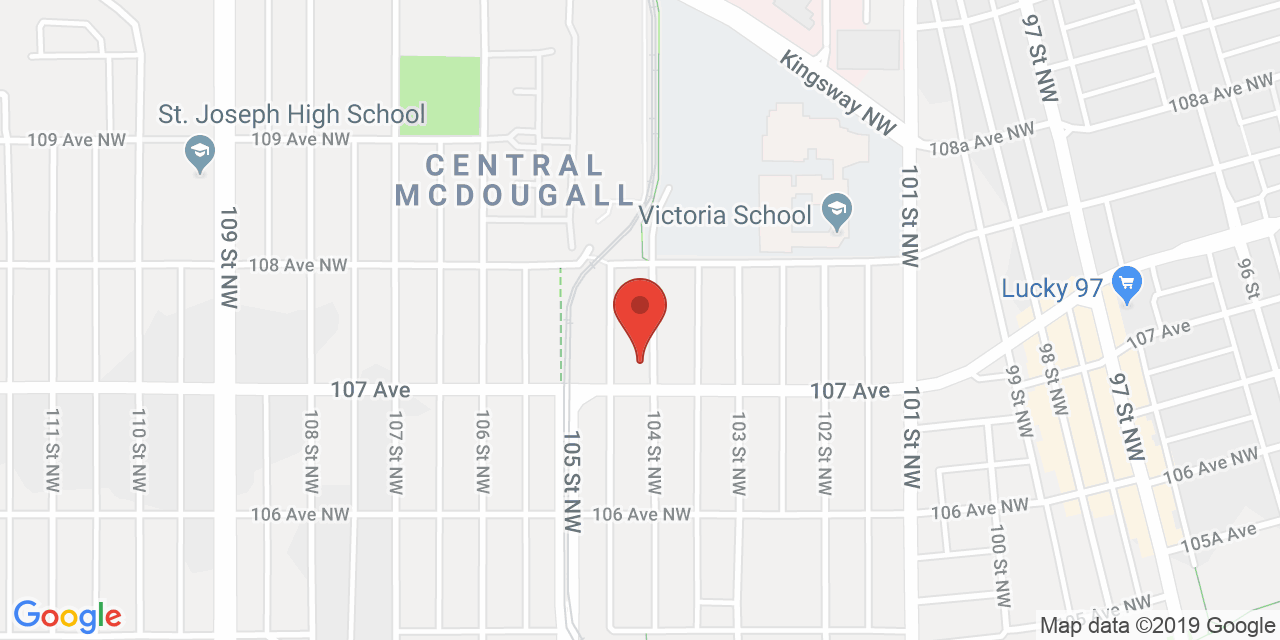 97 St NW
Kingsway NW
108a Ave NW
St. Joseph High School
109 Ave NW
109 Ave NW
108a Ave NW
CENTRAL
MCDOUGALL
101 St NW
Victoria School
109 St NW
108 Ave NW
96 St
Lucky 97
107 Ave
98 St NW
99 St NW
107 Ave
107 Ave
97 St NW
101 St NW
111 St NW
110 St NW
108 St NW
107 St NW
106 St NW
105 St NW
104 St NW
103 St NW
102 St NW
106 Ave NW
106 Ave NW
106 Ave NW
106 Ave NW
100 St NW
105A Ave
Google
Map data ©2019 Google